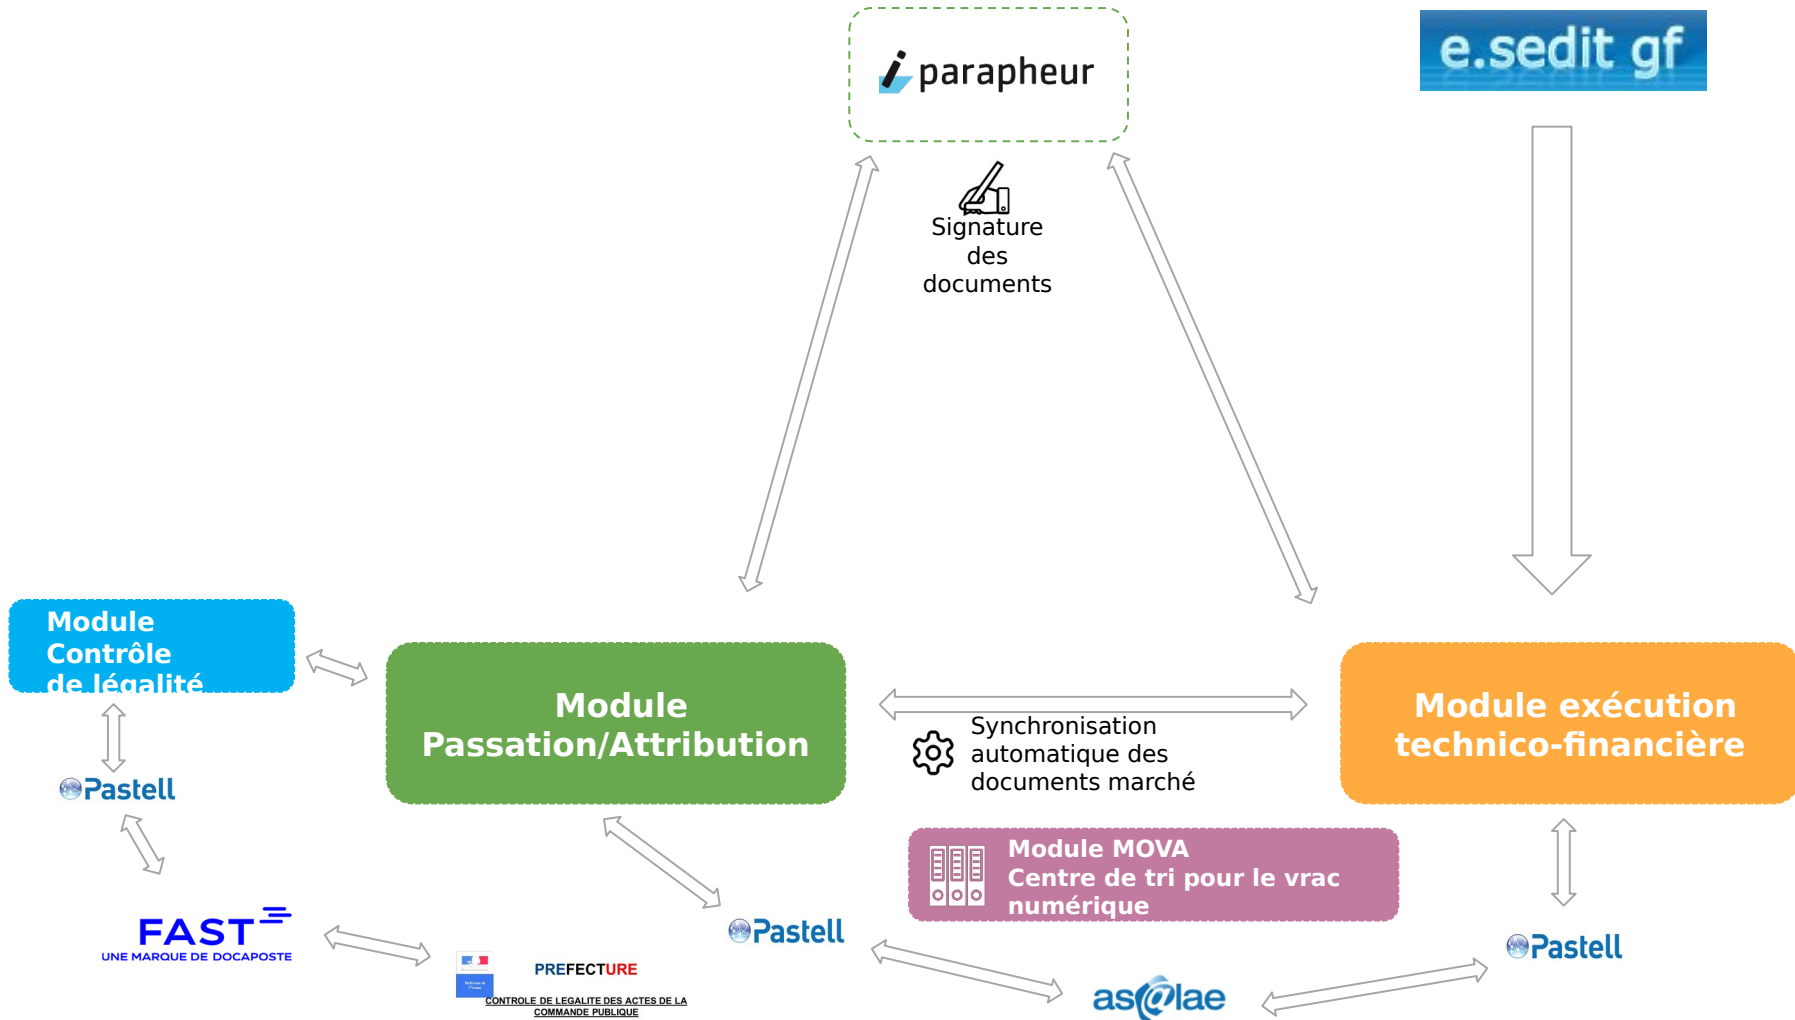 parapheur
e.sedit gf
Signature
des
documents
Module
Contrôle
de légalité
Module
Passation/Attribution
Synchronisation
automatique des
documents marché
Module exécution
technico-financière
Pastell
Module MOVA
Centre de tri pour le vrac
numérique
FAST
UNE MARQUE DE DOCAPOSTE
Pastell
Pastell
PREFECTURE
CONTROLE DE LEGALITE DES ACTES DE LA
COMMANDE PUBLIQUE
as@lae